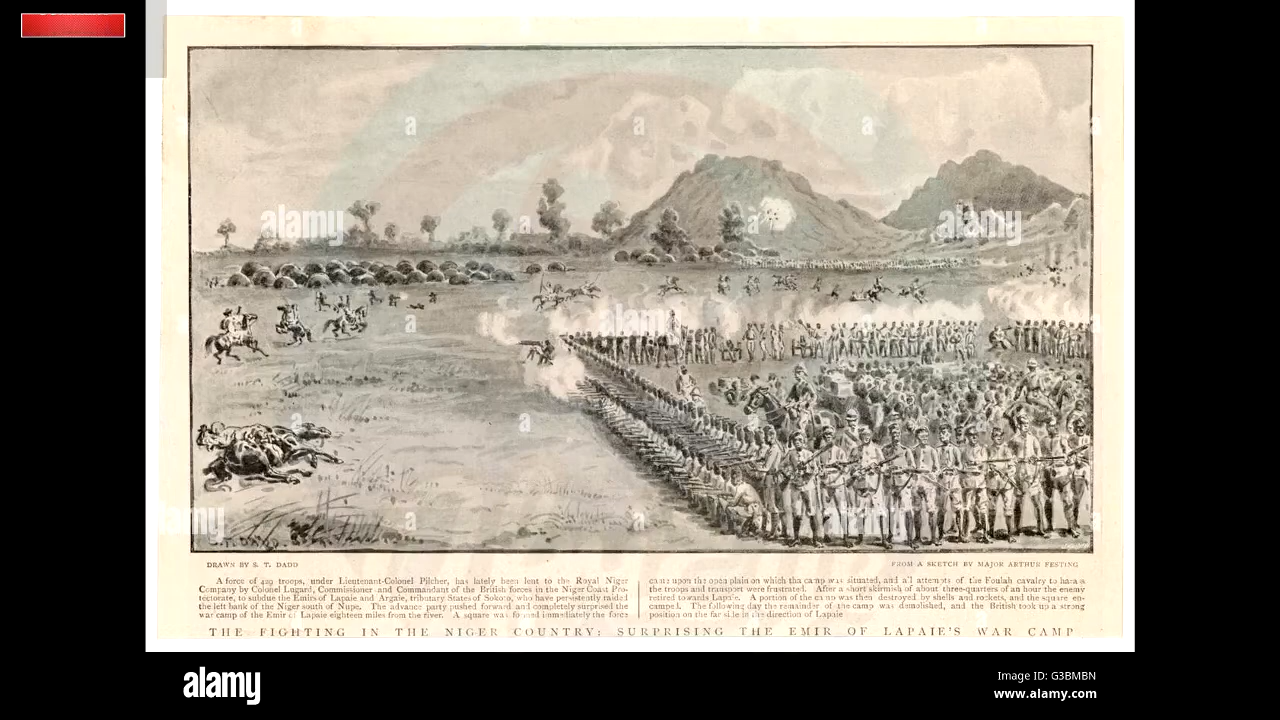 DRAWN BY S. T. DADD
FROM A SKETCH BY MAJOR ARTHUR FESTING
A force of 429 troops, under Lieutenant-Colonel Pilcher, has lately been lent to the Royal Niger
Company by Colonel Lugard, Commissioner and Commandant of the British forces in the Niger Coast Pro-
tectorate, to subdue the Emirs of Lapaie and Argaie, tributary States of Sokoto, who have persistently raided
the left bank of the Niger south of Nupe. The advance party pushed forward and completely surprised the
war camp of the Emir of Lapaie eighteen miles from the river. A square was formed immediately the force
came upon the open plain on which the camp was situated, and all attempts of the Foulah cavalry to harass
the troops and transport were frustrated. After a short skirmish of about three-quarters of an hour the enemy
retired towards Lapaie. A portion of the camp was then destroyed by shells and rockets, and the square en-
camped. The following day the remainder of the camp was demolished, and the British took up a strong
position on the far side in the direction of Lapaie
THE FIGHTING IN THE NIGER COUNTRY: SURPRISING THE EMIR OF LAPAIE'S WAR CAMP
a alamy
Image ID: G3BMBN
www.alamy.com